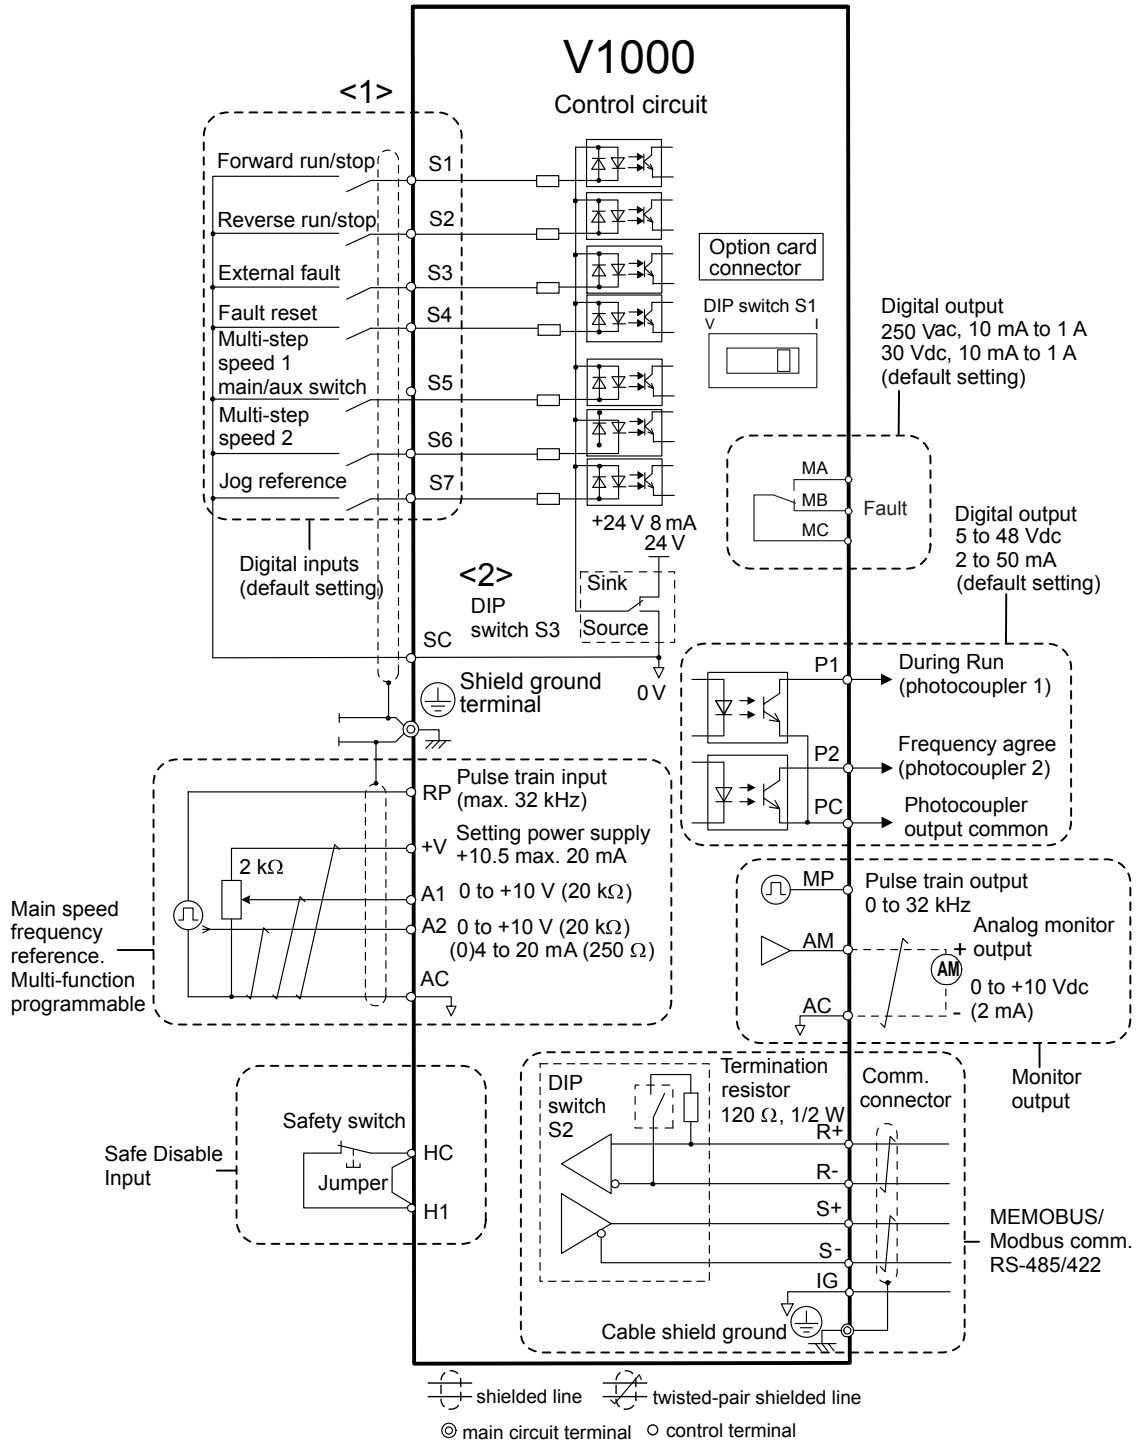 V1000
Control circuit
<1>
Forward run/stop
S1
Reverse run/stop
S2
External fault
S3
Fault reset
S4
Multi-step
speed 1
main/aux switch
S5
Multi-step
speed 2
S6
Jog reference
S7
Digital inputs
(default setting)
Option card
connector
DIP switch S1
V
I
+24 V 8 mA
24 V
<2>
DIP
switch S3
Sink
Source
SC
0 V
Shield ground
terminal
Digital output
250 Vac, 10 mA to 1 A
30 Vdc, 10 mA to 1 A
(default setting)
MA
MB
MC
Fault
Digital output
5 to 48 Vdc
2 to 50 mA
(default setting)
P1
During Run
(photocoupler 1)
P2
Frequency agree
(photocoupler 2)
PC
Photocoupler
output common
RP
Pulse train input
(max. 32 kHz)
+V
Setting power supply
+10.5 max. 20 mA
2 kΩ
A1
0 to +10 V (20 kΩ)
A2
0 to +10 V (20 kΩ)
(0)4 to 20 mA (250 Ω)
AC
Main speed
frequency
reference.
Multi-function
programmable
MP
Pulse train output
0 to 32 kHz
AM
Analog monitor
output
+
AM
0 to +10 Vdc
(2 mA)
-
AC
Monitor
output
Safe Disable
Input
Safety switch
Jumper
HC
H1
DIP
switch
S2
Termination
resistor
120 Ω, 1/2 W
Comm.
connector
R+
R-
S+
S-
IG
Cable shield ground
MEMOBUS/
Modbus comm.
RS-485/422
shielded line
twisted-pair shielded line
main circuit terminal
control terminal